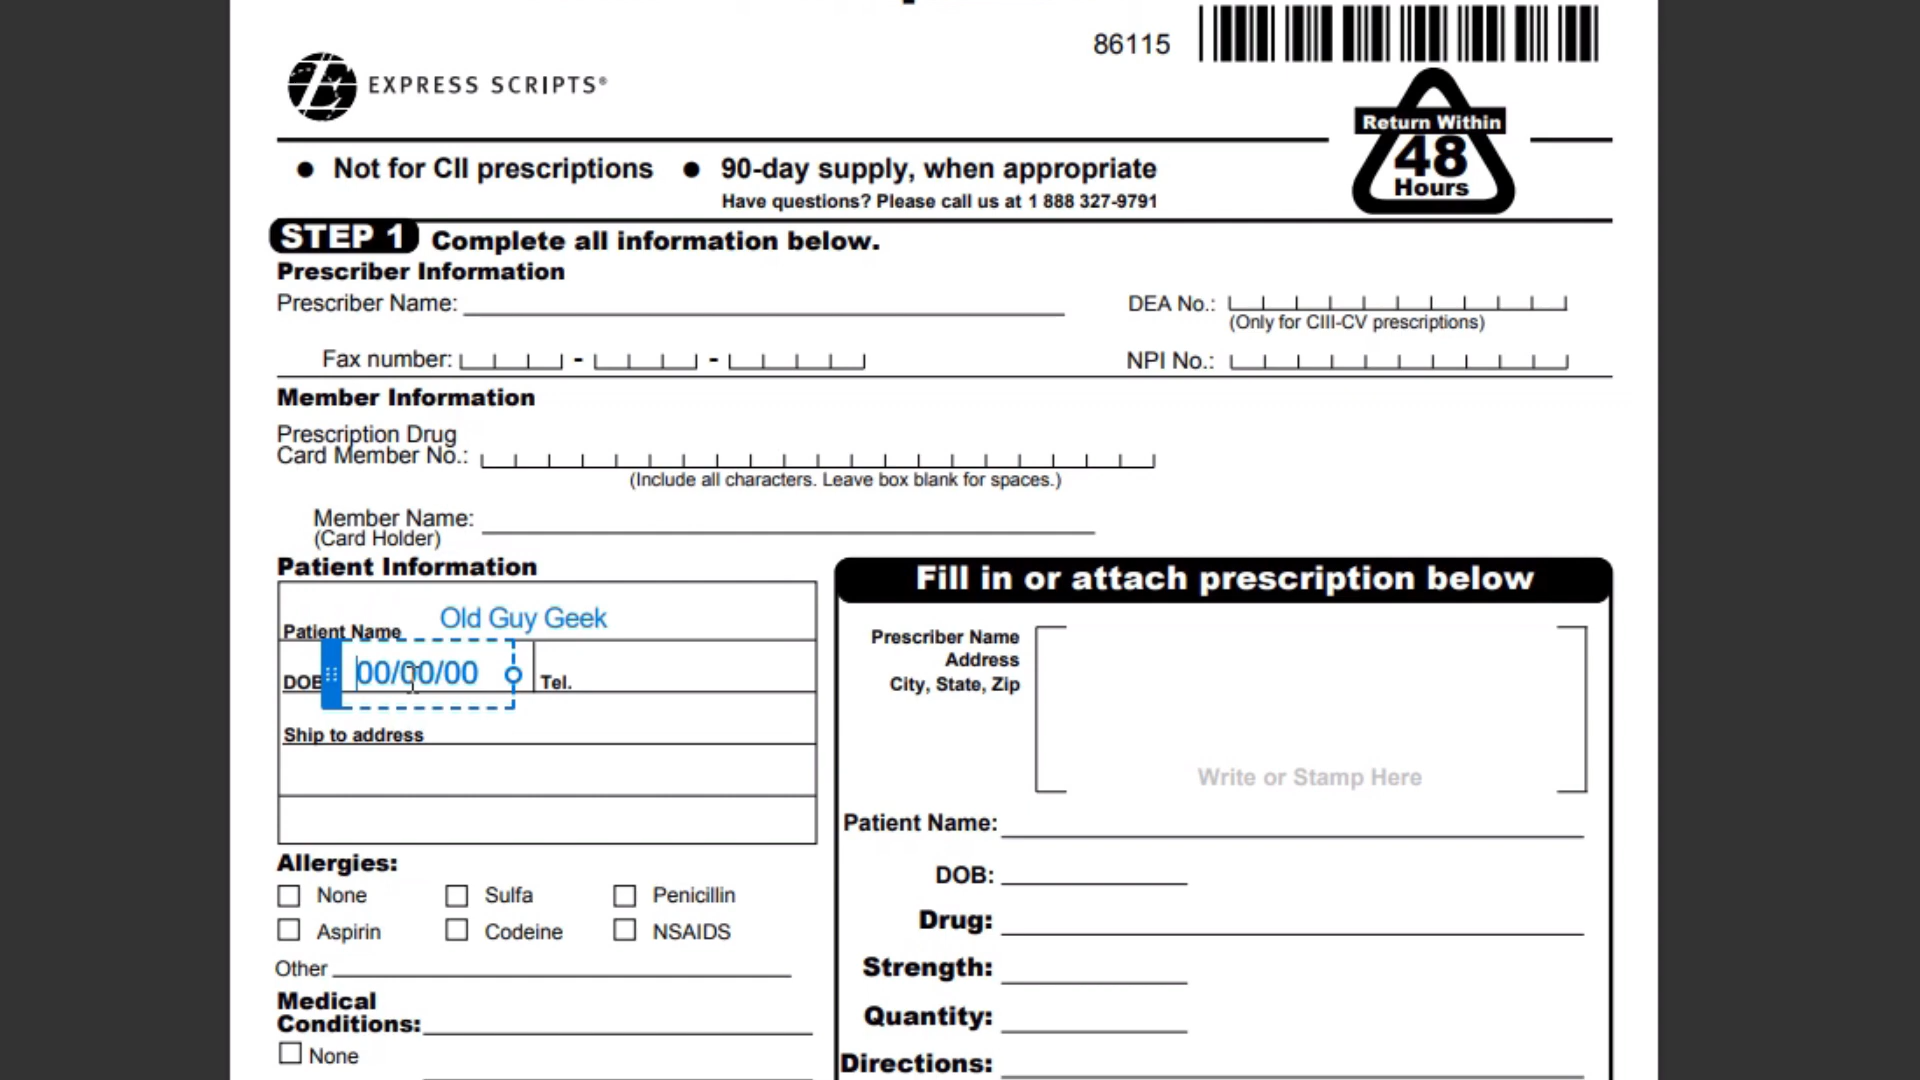 86115
EXPRESS SCRIPTS®
Return Within
48
Hours
● Not for CII prescriptions ● 90-day supply, when appropriate
Have questions? Please call us at 1 888 327-9791
STEP 1 Complete all information below.
Prescriber Information
Prescriber Name:
DEA No.:
(Only for CIII-CV prescriptions)
Fax number: - -
NPI No.:
Member Information
Prescription Drug
Card Member No.:
(Include all characters. Leave box blank for spaces.)
Member Name:
(Card Holder)
Patient Information
Patient Name Old Guy Geek
DOB 00/00/00 Tel.
Ship to address
Allergies:
None Sulfa Penicillin
Aspirin Codeine NSAIDS
Other
Medical
Conditions:
None
Fill in or attach prescription below
Prescriber Name
Address
City, State, Zip
Write or Stamp Here
Patient Name:
DOB:
Drug:
Strength:
Quantity:
Directions: